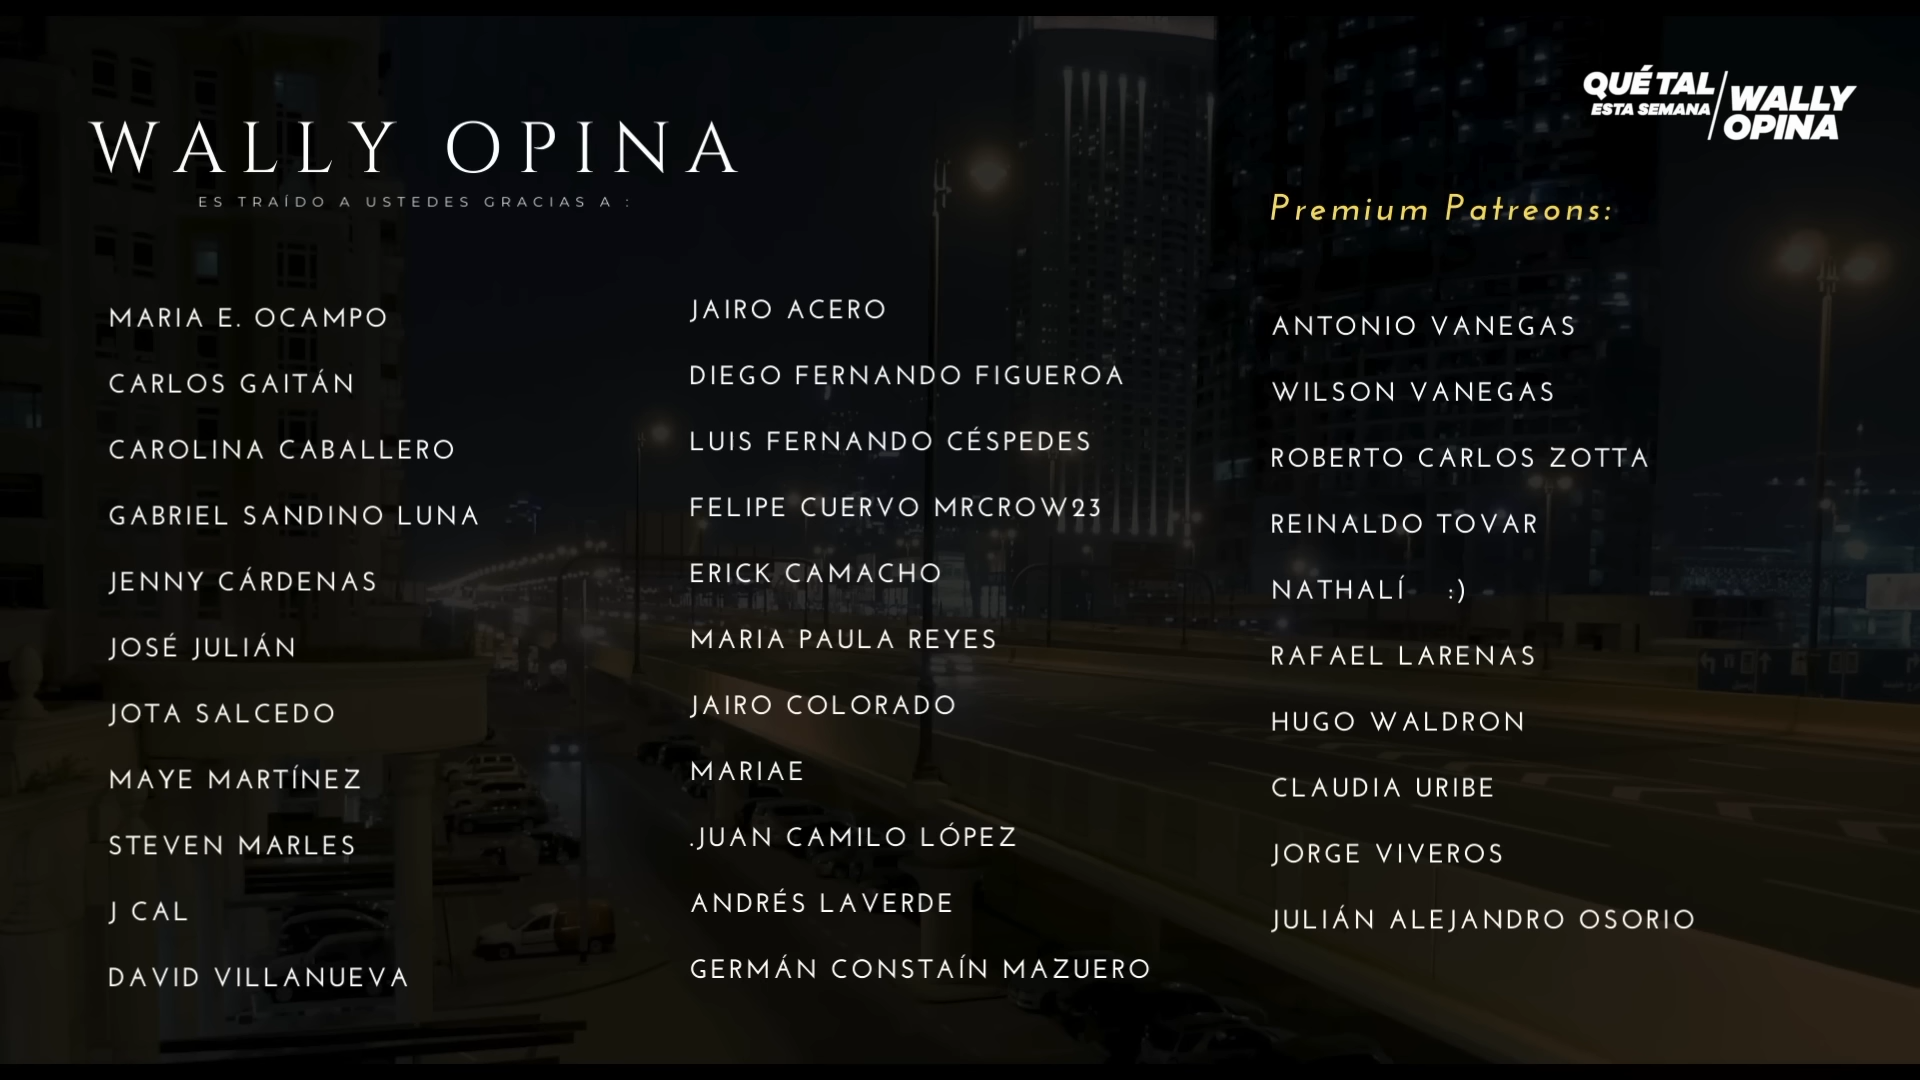 QUÉ TAL
ESTA SEMANA
WALLY
OPINA
WALLY OPINA
ES TRAÍDO A USTEDES GRACIAS A :
MARIA E. OCAMPO
CARLOS GAITÁN
CAROLINA CABALLERO
GABRIEL SANDINO LUNA
JENNY CÁRDENAS
JOSÉ JULIÁN
JOTA SALCEDO
MAYE MARTÍNEZ
STEVEN MARLES
J CAL
DAVID VILLANUEVA
JAIRO ACERO
DIEGO FERNANDO FIGUEROA
LUIS FERNANDO CÉSPEDES
FELIPE CUERVO MRCROW23
ERICK CAMACHO
MARIA PAULA REYES
JAIRO COLORADO
MARIAE
.JUAN CAMILO LÓPEZ
ANDRÉS LAVERDE
GERMÁN CONSTAÍN MAZUERO
Premium Patreons:
ANTONIO VANEGAS
WILSON VANEGAS
ROBERTO CARLOS ZOTTA
REINALDO TOVAR
NATHALÍ :)
RAFAEL LARENAS
HUGO WALDRON
CLAUDIA URIBE
JORGE VIVEROS
JULIÁN ALEJANDRO OSORIO